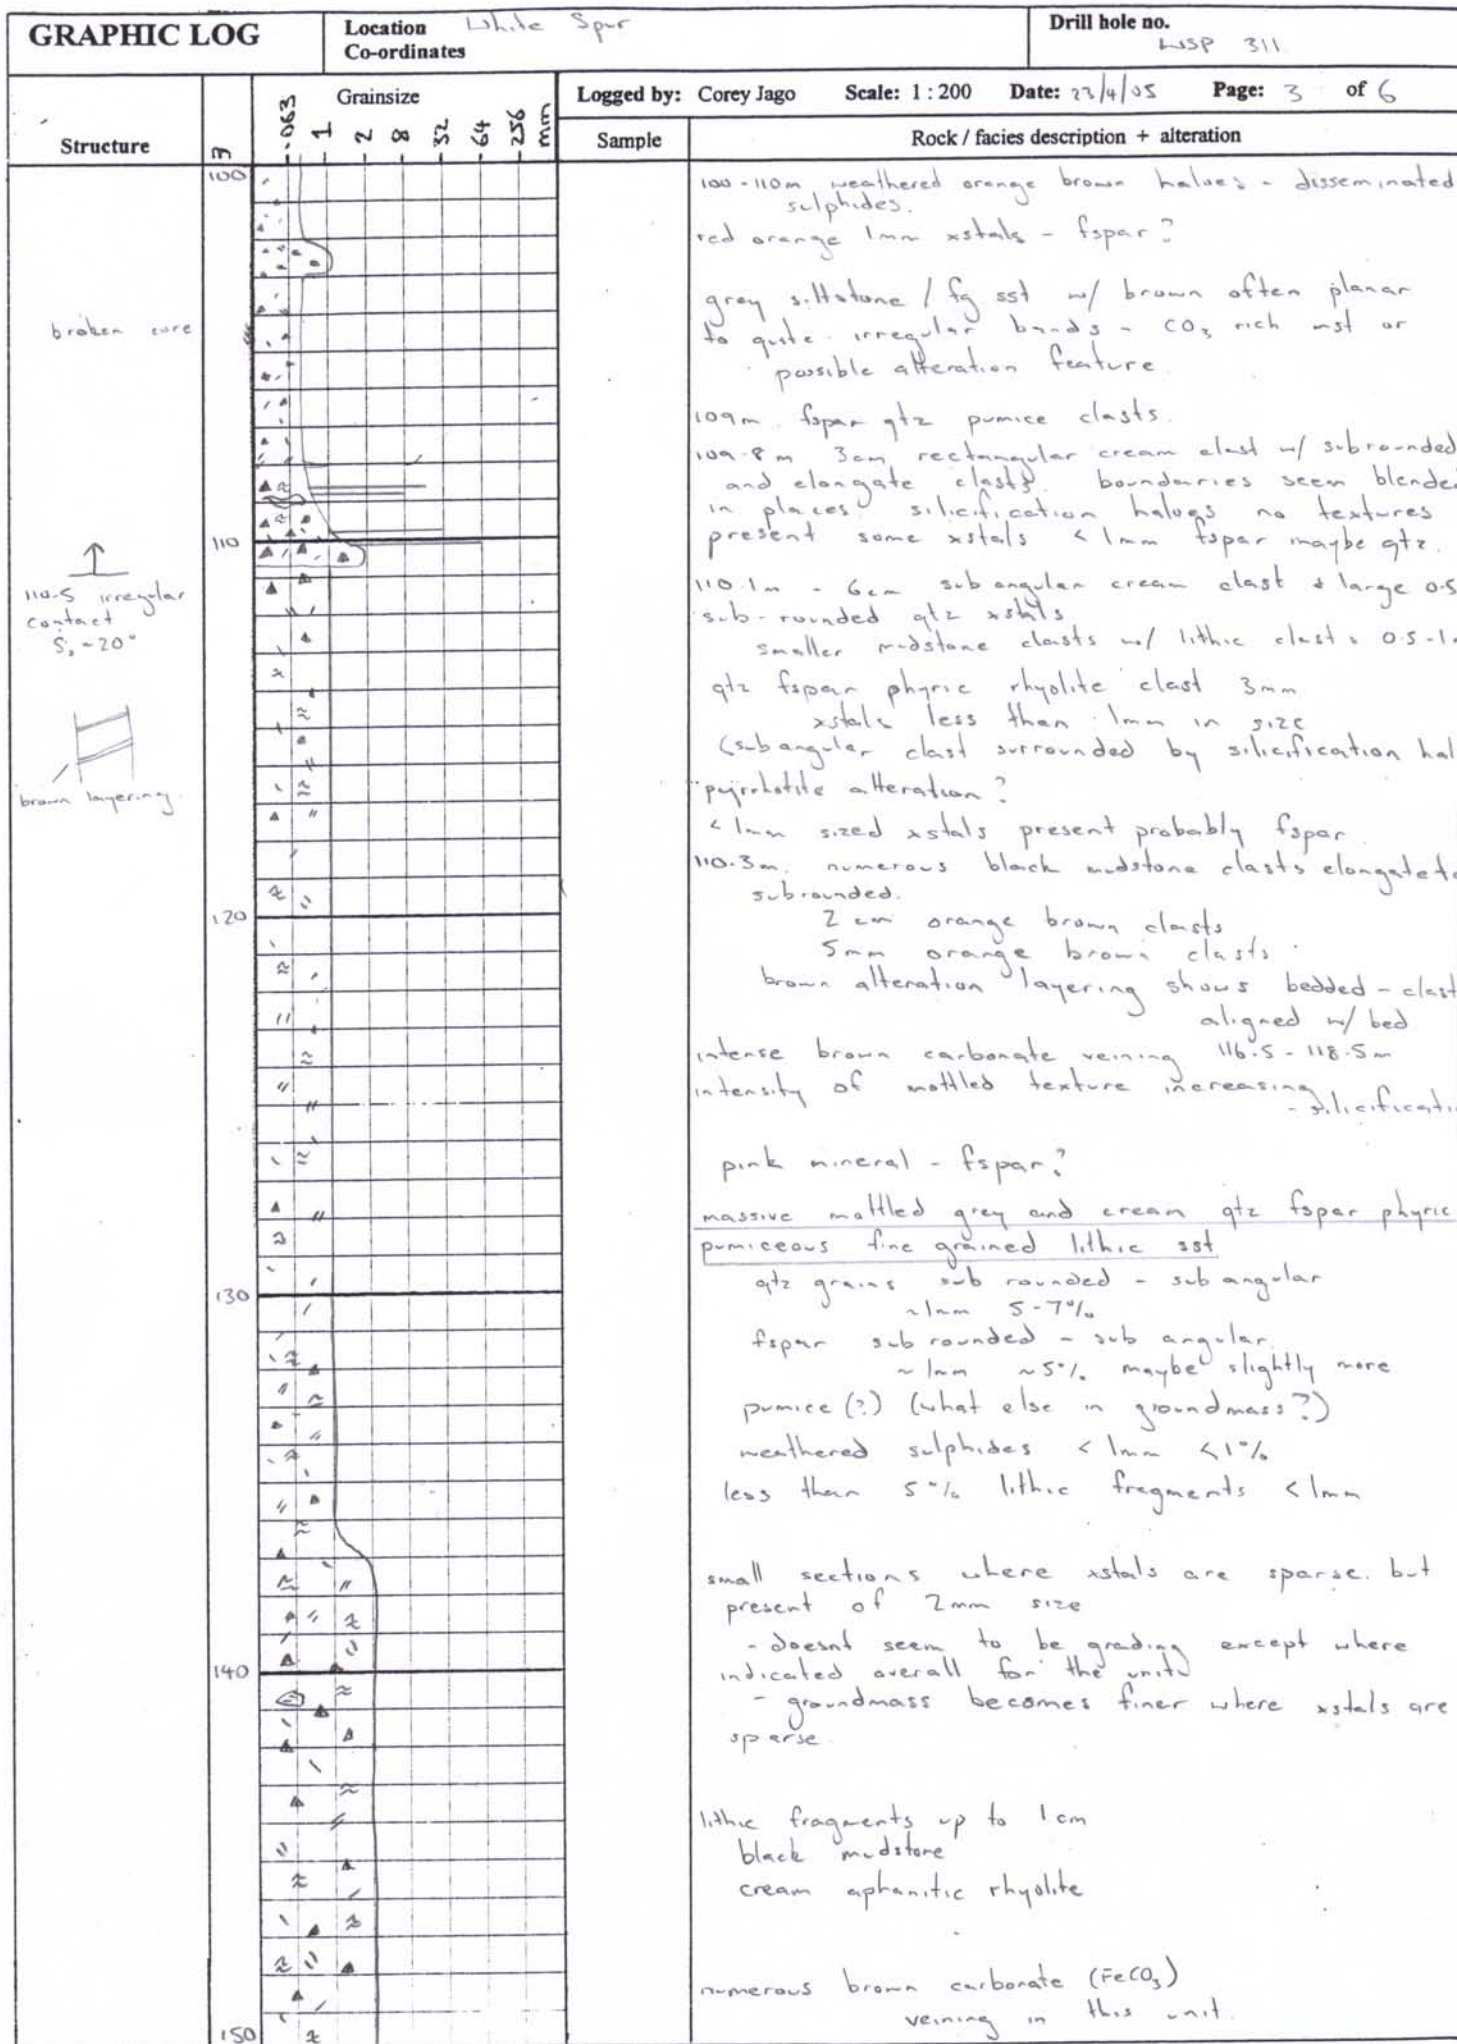 GRAPHIC LOG
Location White Spur
Co-ordinates
Drill hole no.
WSP 311
Structure
m
Grainsize
.063
1
2
8
32
64
256
mm
Logged by: Corey Jago Scale: 1 : 200 Date: 23/4/05 Page: 3 of 6
Sample
Rock / facies description + alteration
100
110
120
130
140
150
broken core
110.5 irregular
contact
~20°
brown layering
100-110m weathered orange brown haloes - disseminated
sulphides.
red orange 1mm xstals - fspar?
grey siltstone / fg sst w/ brown often planar
to quite irregular bands - CO3 rich mst or
possible alteration feature
109m. fspar qtz pumice clasts.
109.8m 3cm rectangular cream clast w/ subrounded
and elongate clasts. boundaries seem blended
in places. silicification haloes no textures
present some xstals < 1mm fspar maybe qtz.
110.1m - 6cm sub angular cream clast & large 0.5
sub-rounded qtz xstals
smaller mudstone clasts w/ lithic clasts 0.5-1
qtz fspar phyric rhyolite clast 3mm
xstals less than 1mm in size
(subangular clast surrounded by silicification hal
pyrrhotite alteration?
< 1mm sized xstals present probably fspar
110.3m. numerous black mudstone clasts elongate to
subrounded.
2 cm orange brown clasts
5mm orange brown clasts
brown alteration layering shows bedded - clast
aligned w/ bed
intense brown carbonate veining 116.5 - 118.5m
intensity of mottled texture increasing
- silicificati
pink mineral - fspar?
massive mottled grey and cream qtz fspar phyric
pumiceous fine grained lithic sst
qtz grains sub rounded - sub angular
~1mm 5-7%
fspar sub rounded - sub angular.
~1mm ~5% maybe slightly more
pumice (?) (what else in groundmass?)
weathered sulphides < 1mm <1%
less than 5% lithic fragments <1mm
small sections where xstals are sparse. but
present of 2mm size
- doesnt seem to be grading except where
indicated overall for the unit
- groundmass becomes finer where xstals are
sparse.
lithic fragments up to 1cm
black mudstone
cream aphanitic rhyolite
numerous brown carbonate (FeCO3)
veining in this unit.